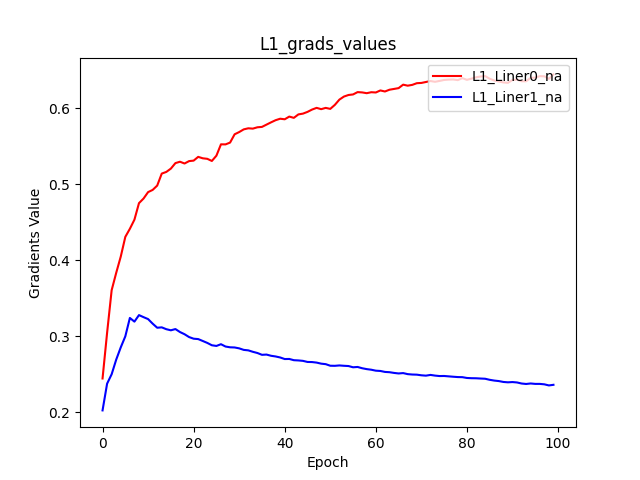 L1_grads_values
L1_Liner0_na
L1_Liner1_na
Gradients Value
0.6
0.5
0.4
0.3
0.2
0 20 40 60 80 100
Epoch